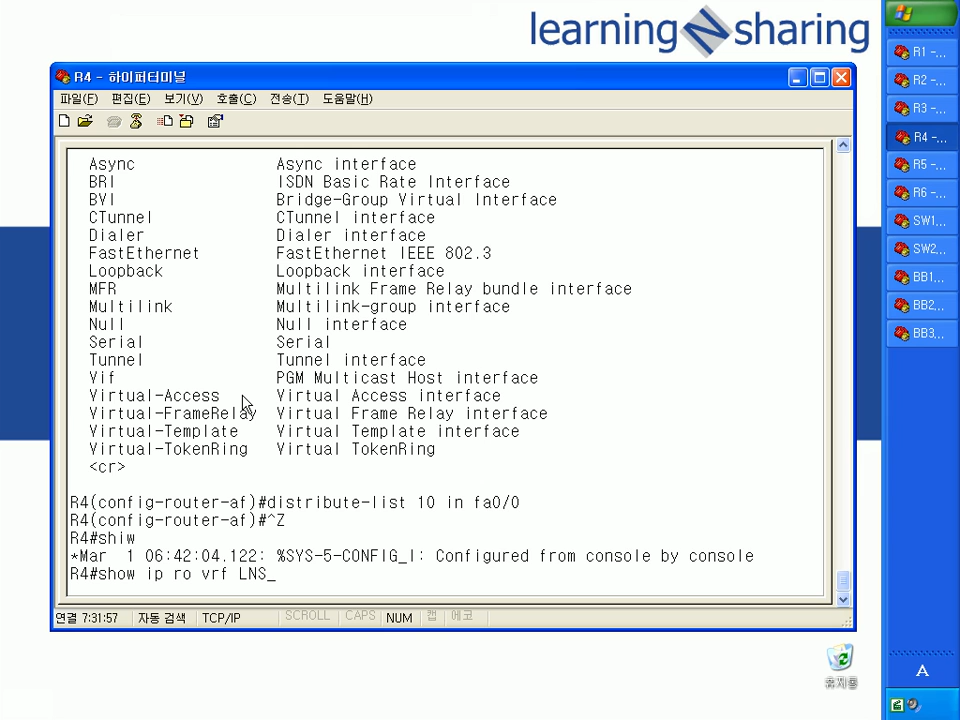 learning N sharing
R4 - 하이퍼터미널
파일(F) 편집(E) 보기(V) 호출(C) 전송(T) 도움말(H)
Async Async interface
BRI ISDN Basic Rate Interface
BVI Bridge-Group Virtual Interface
CTunnel CTunnel interface
Dialer Dialer interface
FastEthernet FastEthernet IEEE 802.3
Loopback Loopback interface
MFR Multilink Frame Relay bundle interface
Multilink Multilink-group interface
Null Null interface
Serial Serial
Tunnel Tunnel interface
Vif PGM Multicast Host interface
Virtual-Access Virtual Access interface
Virtual-FrameRelay Virtual Frame Relay interface
Virtual-Template Virtual Template interface
Virtual-TokenRing Virtual TokenRing
<cr>
R4(config-router-af)#distribute-list 10 in fa0/0
R4(config-router-af)#^Z
R4#shiw
*Mar 1 06:42:04.122: %SYS-5-CONFIG_I: Configured from console by console
R4#show ip ro vrf LNS_
연결 7:31:57 자동 검색 TCP/IP SCROLL CAPS NUM 캡 에코
휴지통
R1 -...
R2 -...
R3 -...
R4 -...
R5 -...
R6 -...
SW1...
SW2...
BB1...
BB2...
BB3...
A